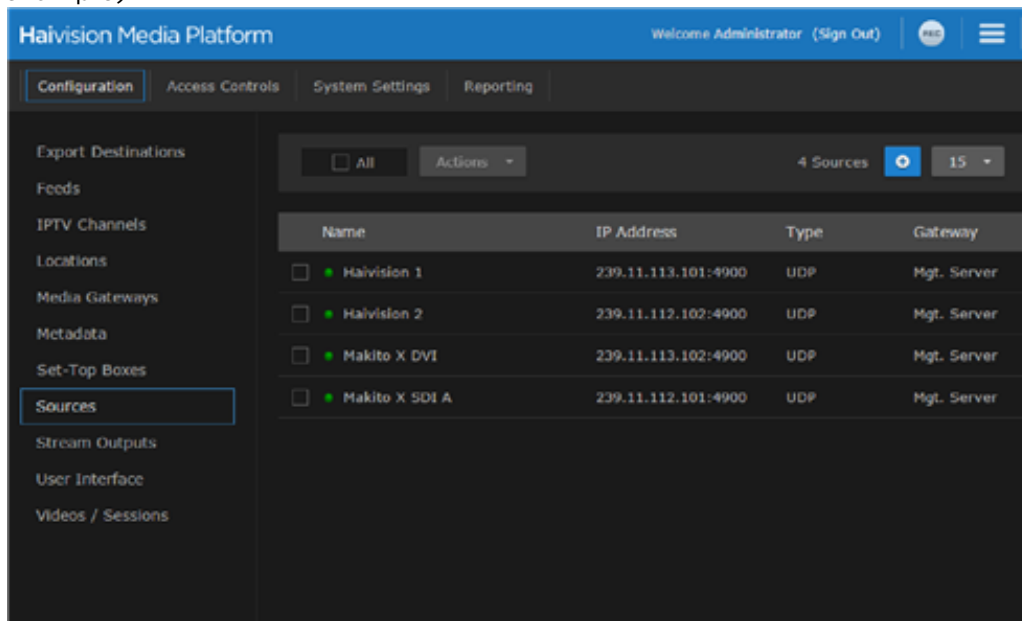 Haivision Media Platform Welcome Administrator (Sign Out) REC
Configuration Access Controls System Settings Reporting
Export Destinations
Feeds
IPTV Channels
Locations
Media Gateways
Metadata
Set-Top Boxes
Sources
Stream Outputs
User Interface
Videos / Sessions
All Actions 4 Sources 15
Name IP Address Type Gateway
Haivision 1 239.11.113.101:4900 UDP Mgt. Server
Haivision 2 239.11.112.102:4900 UDP Mgt. Server
Makito X DVI 239.11.113.102:4900 UDP Mgt. Server
Makito X SDI A 239.11.112.101:4900 UDP Mgt. Server